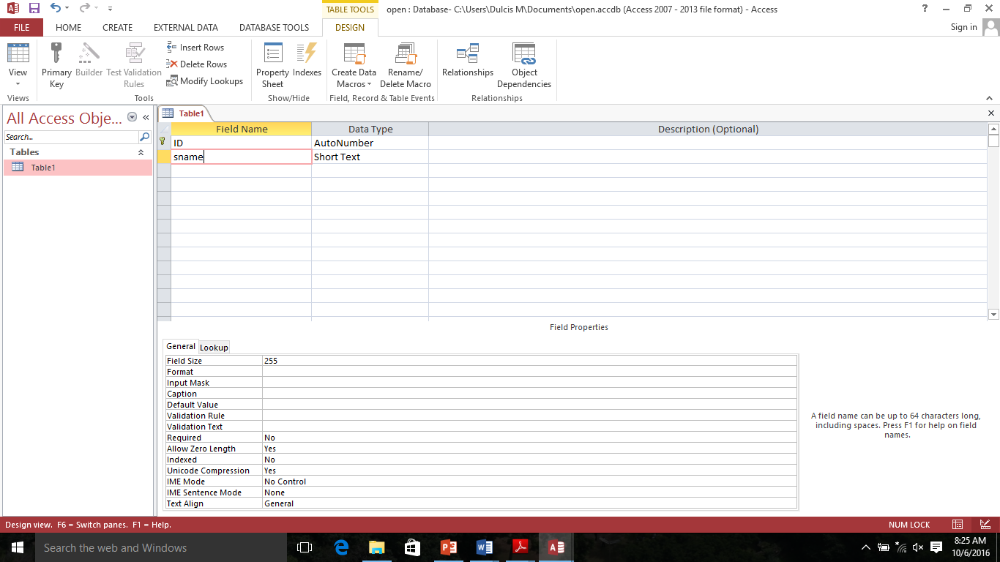 TABLE TOOLS open : Database- C:\Users\Dulcis M\Documents\open.accdb (Access 2007 - 2013 file format) - Access
FILE HOME CREATE EXTERNAL DATA DATABASE TOOLS DESIGN Sign in
View
Primary Key
Builder
Test Validation Rules
Insert Rows
Delete Rows
Modify Lookups
Property Sheet
Indexes
Create Data Macros
Rename/ Delete Macro
Relationships
Object Dependencies
Views Tools Show/Hide Field, Record & Table Events Relationships
All Access Obje...
Search...
Tables
Table1
Table1
Field Name Data Type Description (Optional)
ID AutoNumber
sname Short Text
Field Properties
General Lookup
Field Size 255
Format
Input Mask
Caption
Default Value
Validation Rule
Validation Text
Required No
Allow Zero Length Yes
Indexed No
Unicode Compression Yes
IME Mode No Control
IME Sentence Mode None
Text Align General
A field name can be up to 64 characters long,
including spaces. Press F1 for help on field
names.
Design view. F6 = Switch panes. F1 = Help. NUM LOCK
Search the web and Windows
8:25 AM
10/6/2016